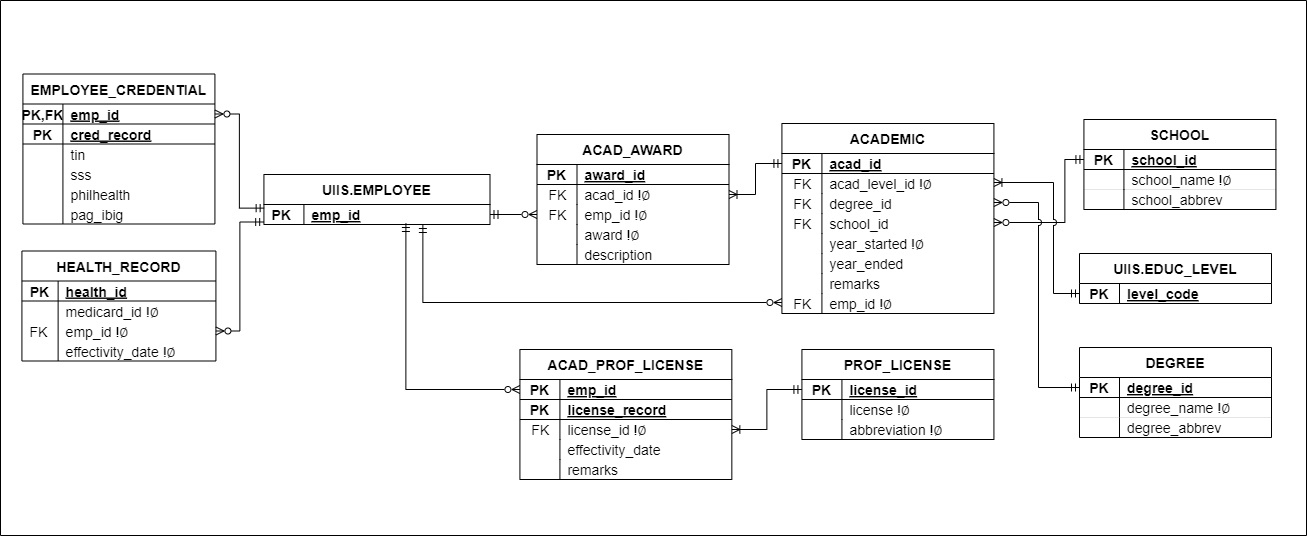 EMPLOYEE_CREDENTIAL
PK,FK emp_id
PK cred_record
tin
sss
philhealth
pag_ibig
HEALTH_RECORD
PK health_id
medicard_id !Ø
FK emp_id !Ø
effectivity_date !Ø
UIIS.EMPLOYEE
PK emp_id
ACAD_AWARD
PK award_id
FK acad_id !Ø
FK emp_id !Ø
award !Ø
description
ACAD_PROF_LICENSE
PK emp_id
PK license_record
FK license_id !Ø
effectivity_date
remarks
ACADEMIC
PK acad_id
FK acad_level_id !Ø
FK degree_id
FK school_id
year_started !Ø
year_ended
remarks
FK emp_id !Ø
PROF_LICENSE
PK license_id
license !Ø
abbreviation !Ø
SCHOOL
PK school_id
school_name !Ø
school_abbrev
UIIS.EDUC_LEVEL
PK level_code
DEGREE
PK degree_id
degree_name !Ø
degree_abbrev